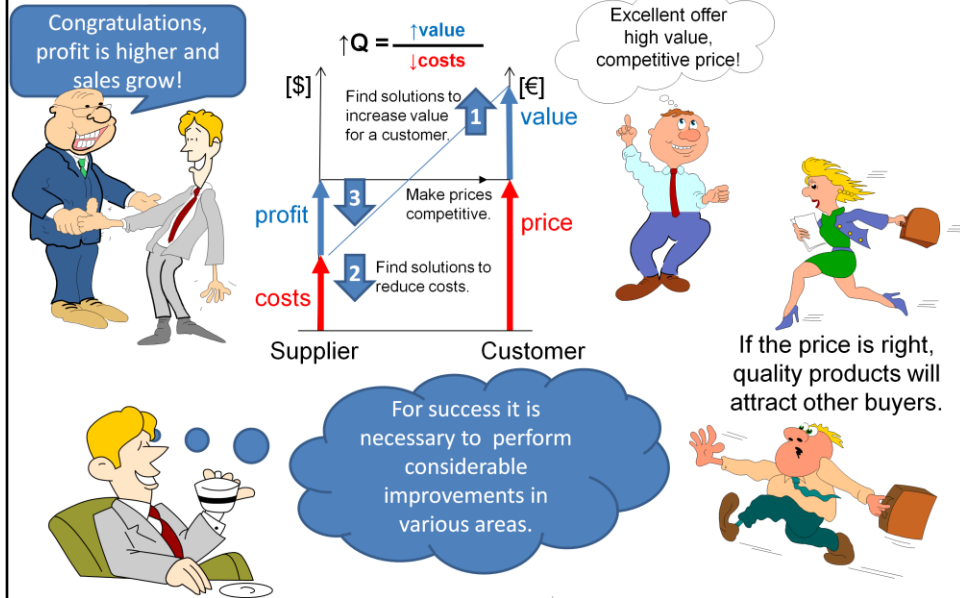 Congratulations,
profit is higher and
sales grow!
↑Q = ↑value
↓costs
Excellent offer
high value,
competitive price!
[$]
[€]
Find solutions to
increase value
for a customer.
1
value
3
Make prices
competitive.
profit
price
2
Find solutions to
reduce costs.
costs
Supplier
Customer
If the price is right,
quality products will
attract other buyers.
For success it is
necessary to perform
considerable
improvements in
various areas.